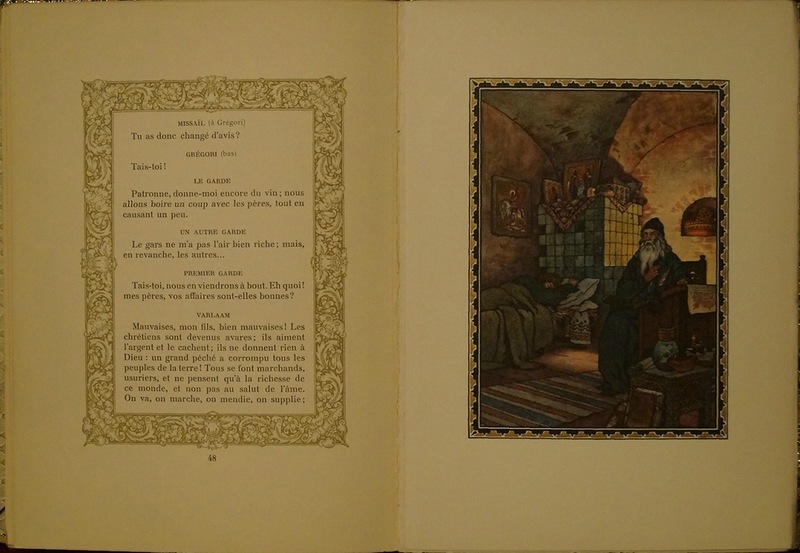 MISSAÏL (à Grégori)
Tu as donc changé d'avis?
GRÉGORI (bas)
Tais-toi!
LE GARDE
Patronne, donne-moi encore du vin; nous
allons boire un coup avec les pères, tout en
causant un peu.
UN AUTRE GARDE
Le gars ne m'a pas l'air bien riche; mais,
en revanche, les autres...
PREMIER GARDE
Tais-toi, nous en viendrons à bout. Eh quoi!
mes pères, vos affaires sont-elles bonnes?
VARLAAM
Mauvaises, mon fils, bien mauvaises! Les
chrétiens sont devenus avares; ils aiment
l'argent et le cachent; ils ne donnent rien à
Dieu : un grand péché a corrompu tous les
peuples de la terre! Tous se font marchands,
usuriers, et ne pensent qu'à la richesse de
ce monde, et non pas au salut de l'âme.
On va, on marche, on mendie, on supplie;
48